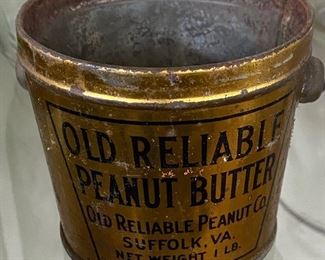 OLD RELIABLE
PEANUT BUTTER
OLD RELIABLE PEANUT CO.
SUFFOLK, VA.
NET WEIGHT 1 LB.